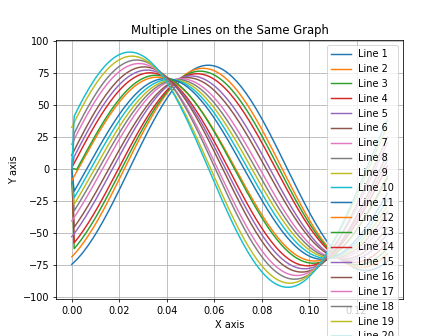 Multiple Lines on the Same Graph
100
75
50
25
0
−25
−50
−75
−100
Y axis
0.00
0.02
0.04
0.06
0.08
0.10
X axis
Line 1
Line 2
Line 3
Line 4
Line 5
Line 6
Line 7
Line 8
Line 9
Line 10
Line 11
Line 12
Line 13
Line 14
Line 15
Line 16
Line 17
Line 18
Line 19
Line 20